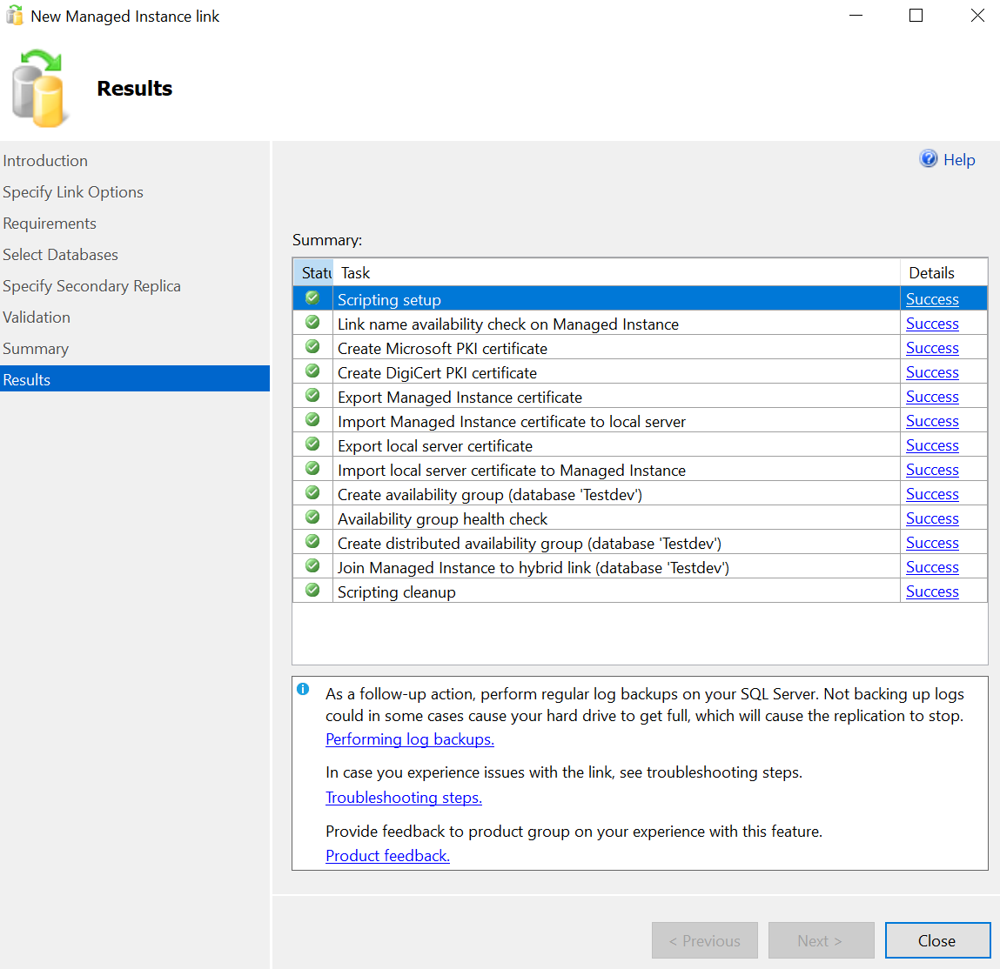 New Managed Instance link
Results
Introduction
Specify Link Options
Requirements
Select Databases
Specify Secondary Replica
Validation
Summary
Results
Help
Summary:
Statu Task Details
Scripting setup Success
Link name availability check on Managed Instance Success
Create Microsoft PKI certificate Success
Create DigiCert PKI certificate Success
Export Managed Instance certificate Success
Import Managed Instance certificate to local server Success
Export local server certificate Success
Import local server certificate to Managed Instance Success
Create availability group (database 'Testdev') Success
Availability group health check Success
Create distributed availability group (database 'Testdev') Success
Join Managed Instance to hybrid link (database 'Testdev') Success
Scripting cleanup Success
As a follow-up action, perform regular log backups on your SQL Server. Not backing up logs
could in some cases cause your hard drive to get full, which will cause the replication to stop.
Performing log backups.
In case you experience issues with the link, see troubleshooting steps.
Troubleshooting steps.
Provide feedback to product group on your experience with this feature.
Product feedback.
< Previous Next > Close